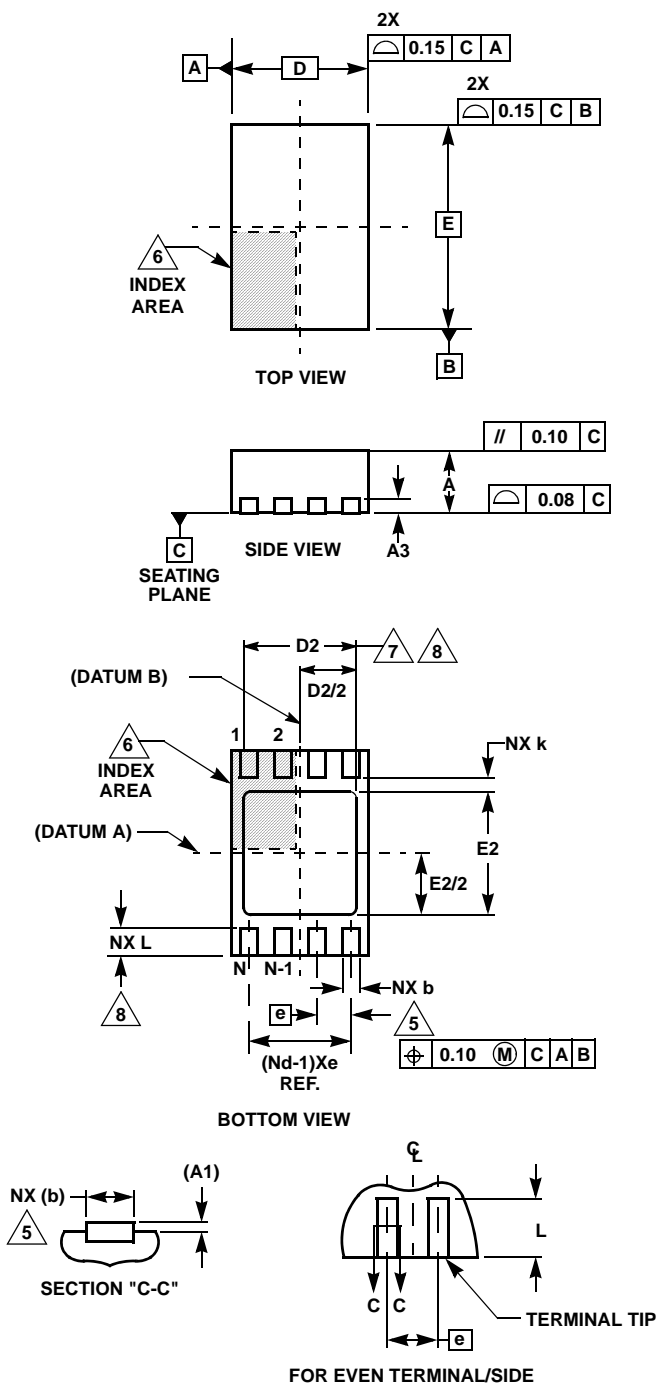 2X
⌓ 0.15 C A
A
D
2X
⌓ 0.15 C B
E
6
INDEX
AREA
B
TOP VIEW
// 0.10 C
A
⌓ 0.08 C
C
SIDE VIEW
A3
SEATING
PLANE
D2
7 8
(DATUM B)
D2/2
1 2
6
INDEX
AREA
NX k
(DATUM A)
E2
E2/2
NX L
N N-1
NX b
8
e
5
(Nd-1)Xe
REF.
⌖ 0.10 Ⓜ C A B
BOTTOM VIEW
(A1)
NX (b)
5
SECTION "C-C"
℄
L
C C
TERMINAL TIP
e
FOR EVEN TERMINAL/SIDE